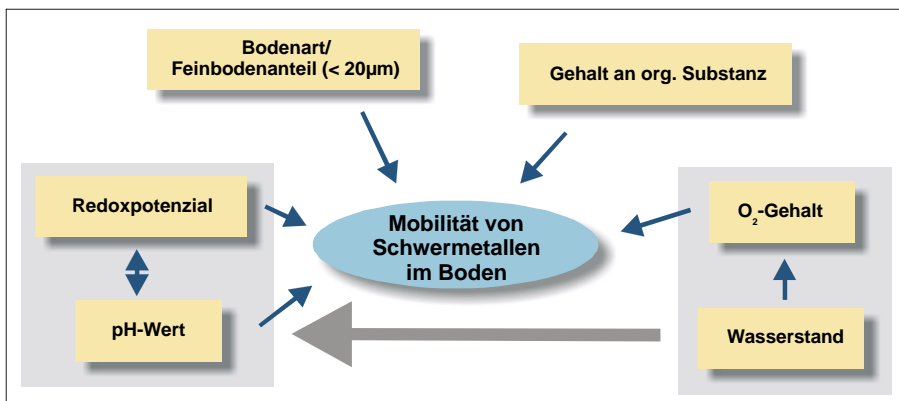 Bodenart/
Feinbodenanteil (< 20µm)
Gehalt an org. Substanz
Redoxpotenzial
Mobilität von
Schwermetallen
im Boden
O₂-Gehalt
pH-Wert
Wasserstand